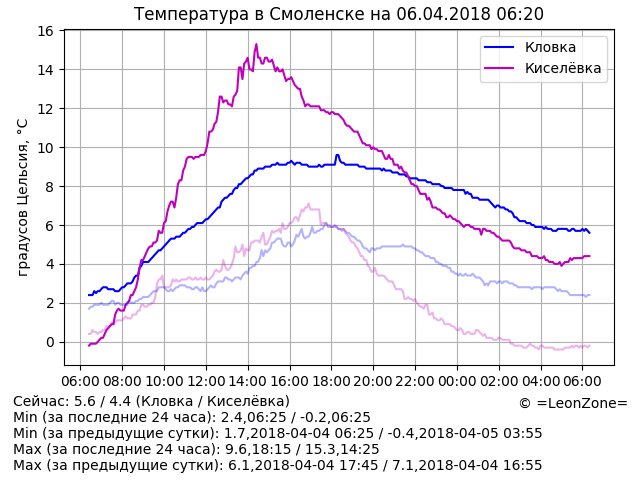 Температура в Смоленске на 06.04.2018 06:20
Кловка
Киселёвка
градусов Цельсия, °C
16
14
12
10
8
6
4
2
0
06:00 08:00 10:00 12:00 14:00 16:00 18:00 20:00 22:00 00:00 02:00 04:00 06:00
Сейчас: 5.6 / 4.4 (Кловка / Киселёвка)
© =LeonZone=
Min (за последние 24 часа): 2.4,06:25 / -0.2,06:25
Min (за предыдущие сутки): 1.7,2018-04-04 06:25 / -0.4,2018-04-05 03:55
Max (за последние 24 часа): 9.6,18:15 / 15.3,14:25
Max (за предыдущие сутки): 6.1,2018-04-04 17:45 / 7.1,2018-04-04 16:55